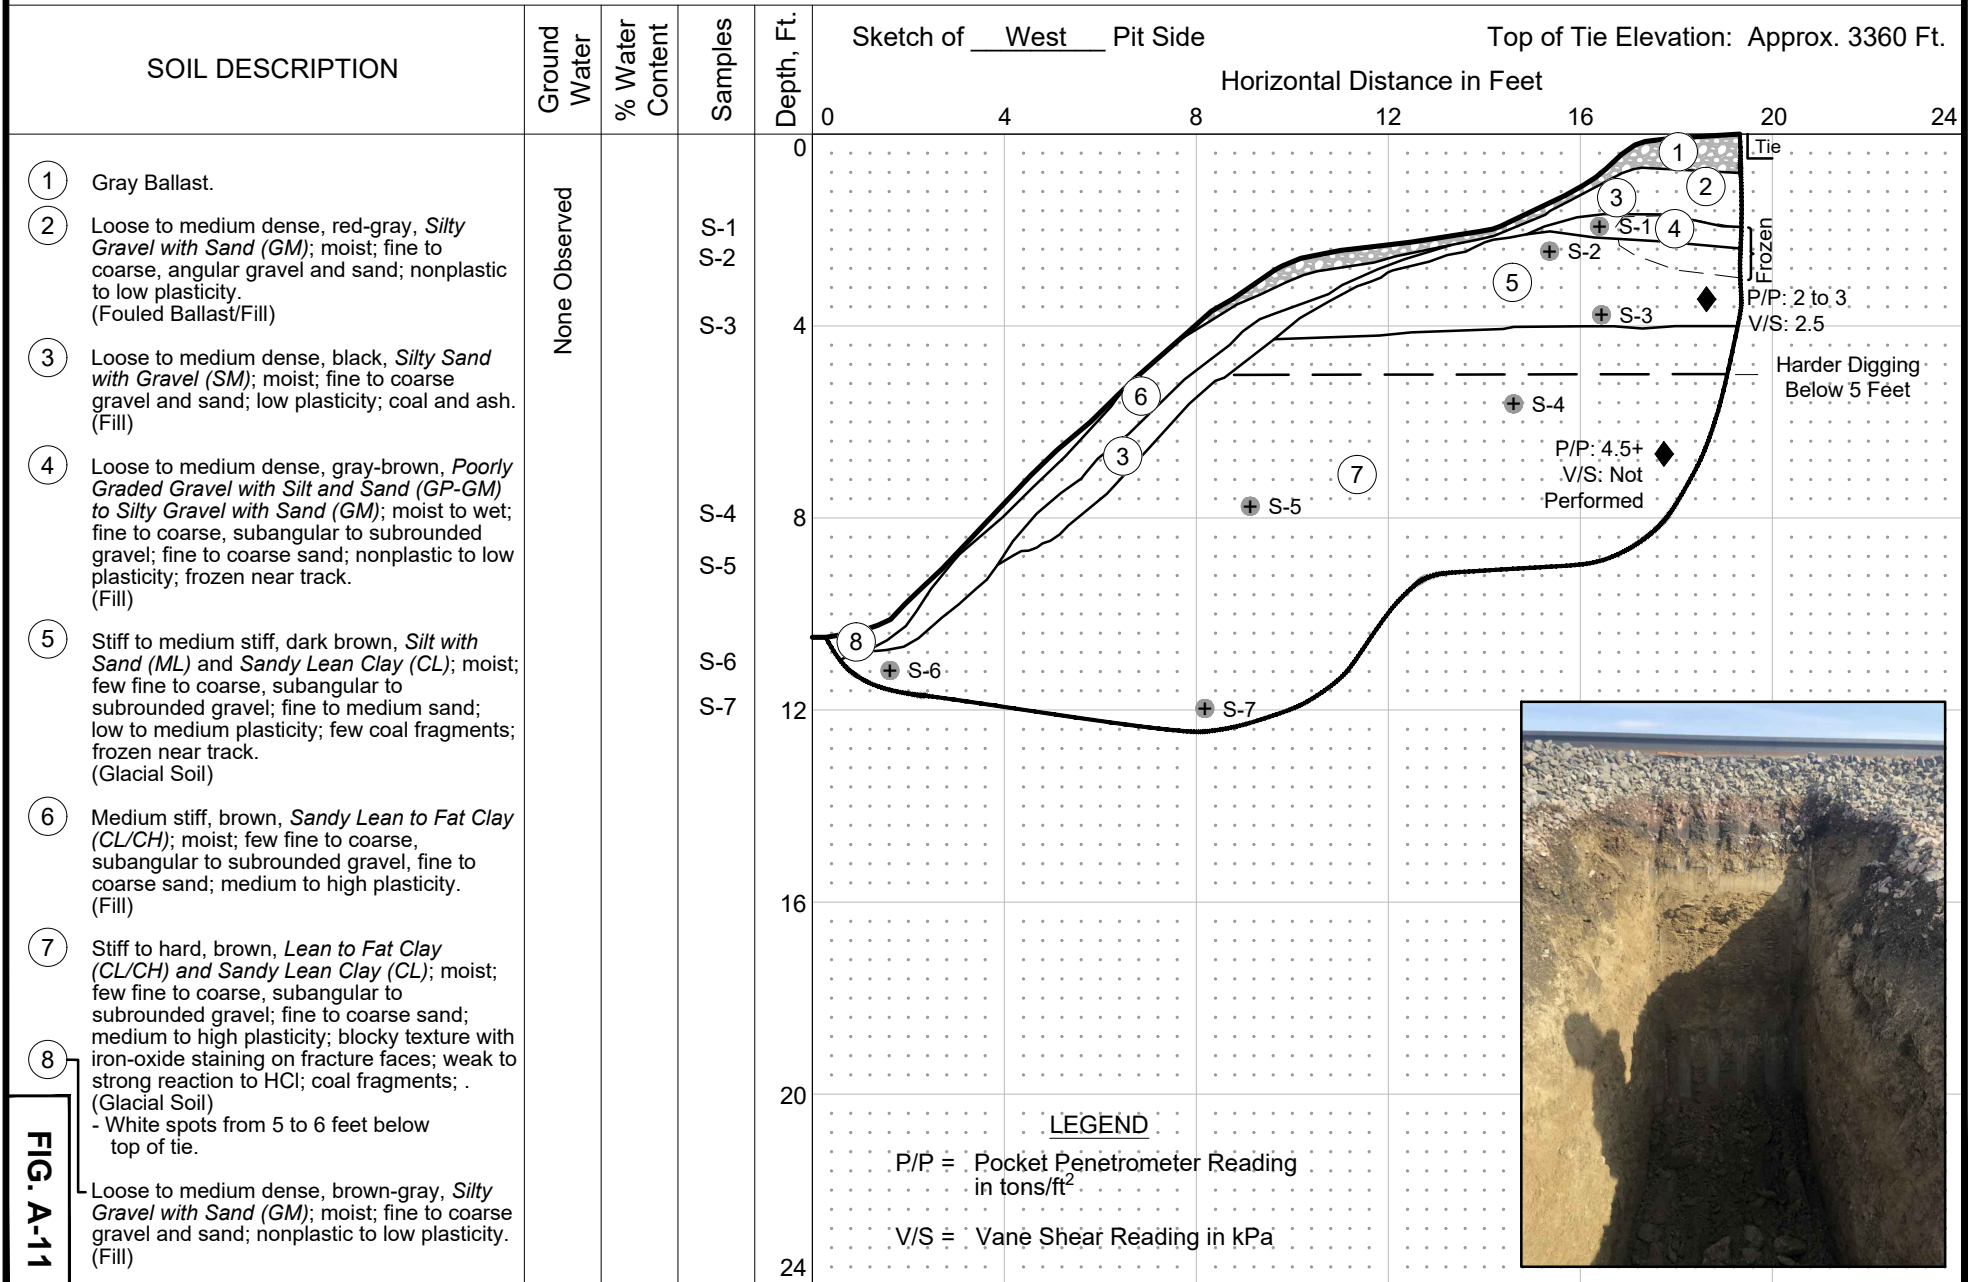 SOIL DESCRIPTION
Ground
Water
% Water
Content
Samples
Depth, Ft.
Sketch of West Pit Side
Top of Tie Elevation: Approx. 3360 Ft.
Horizontal Distance in Feet
0 4 8 12 16 20 24
1 Gray Ballast.
2 Loose to medium dense, red-gray, Silty
Gravel with Sand (GM); moist; fine to
coarse, angular gravel and sand; nonplastic
to low plasticity.
(Fouled Ballast/Fill)
3 Loose to medium dense, black, Silty Sand
with Gravel (SM); moist; fine to coarse
gravel and sand; low plasticity; coal and ash.
(Fill)
4 Loose to medium dense, gray-brown, Poorly
Graded Gravel with Silt and Sand (GP-GM)
to Silty Gravel with Sand (GM); moist to wet;
fine to coarse, subangular to subrounded
gravel; fine to coarse sand; nonplastic to low
plasticity; frozen near track.
(Fill)
5 Stiff to medium stiff, dark brown, Silt with
Sand (ML) and Sandy Lean Clay (CL); moist;
few fine to coarse, subangular to
subrounded gravel; fine to medium sand;
low to medium plasticity; few coal fragments;
frozen near track.
(Glacial Soil)
6 Medium stiff, brown, Sandy Lean to Fat Clay
(CL/CH); moist; few fine to coarse,
subangular to subrounded gravel, fine to
coarse sand; medium to high plasticity.
(Fill)
7 Stiff to hard, brown, Lean to Fat Clay
(CL/CH) and Sandy Lean Clay (CL); moist;
few fine to coarse, subangular to
subrounded gravel; fine to coarse sand;
medium to high plasticity; blocky texture with
iron-oxide staining on fracture faces; weak to
strong reaction to HCl; coal fragments; .
(Glacial Soil)
- White spots from 5 to 6 feet below
top of tie.
8 Loose to medium dense, brown-gray, Silty
Gravel with Sand (GM); moist; fine to coarse
gravel and sand; nonplastic to low plasticity.
(Fill)
FIG. A-11
None Observed
S-1
S-2
S-3
S-4
S-5
S-6
S-7
0
4
8
12
16
20
24
1
Tie
2
3
S-1
4
Frozen
S-2
5
S-3
P/P: 2 to 3
V/S: 2.5
Harder Digging
Below 5 Feet
6
S-4
3
7
P/P: 4.5+
V/S: Not
Performed
S-5
8
S-6
S-7
LEGEND
P/P = Pocket Penetrometer Reading
in tons/ft²
V/S = Vane Shear Reading in kPa